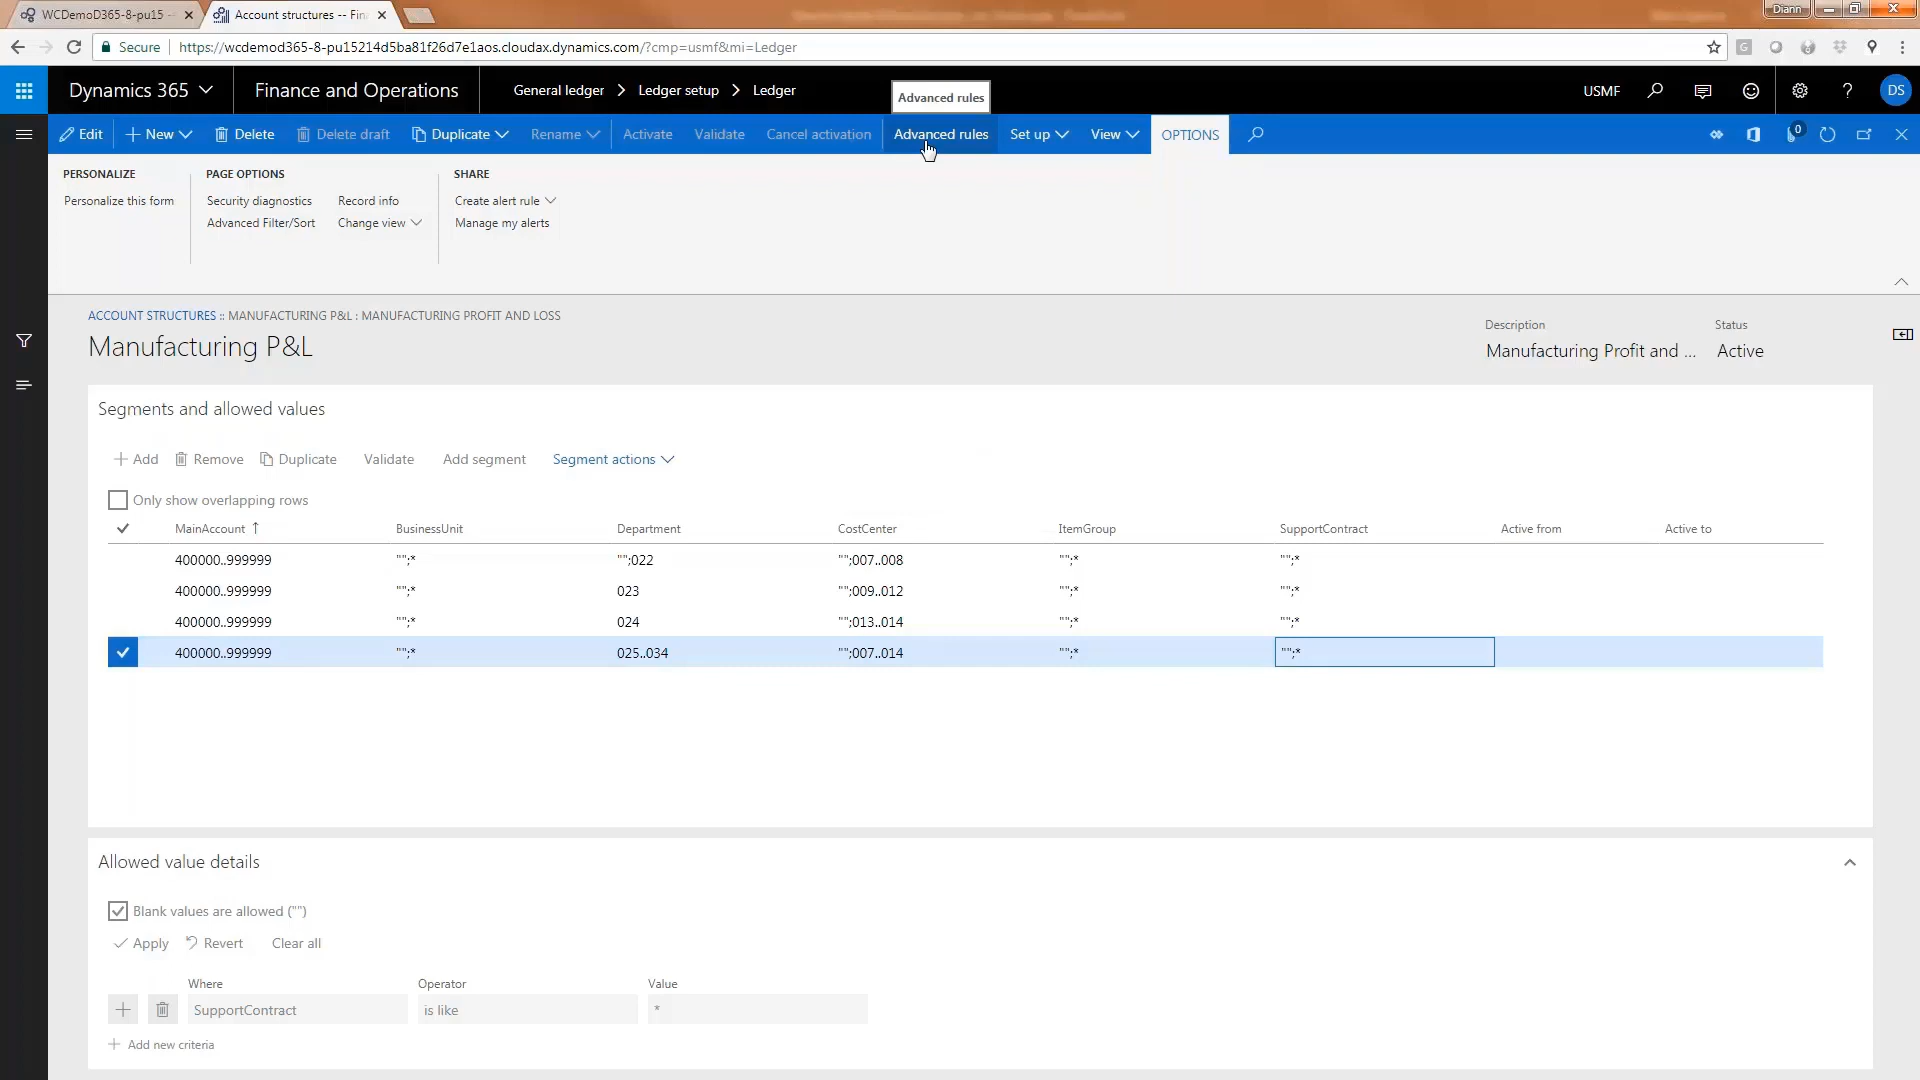 WCDemoD365-8-pu15 -
Account structures -- Fin
Diann
Secure
https://wcdemod365-8-pu15214d5ba81f26d7e1aos.cloudax.dynamics.com/?cmp=usmf&mi=Ledger
Dynamics 365
Finance and Operations
General ledger > Ledger setup > Ledger
Advanced rules
USMF
?
DS
Edit
+ New
Delete
Delete draft
Duplicate
Rename
Activate
Validate
Cancel activation
Advanced rules
Set up
View
OPTIONS
0
PERSONALIZE
PAGE OPTIONS
SHARE
Personalize this form
Security diagnostics
Record info
Create alert rule
Advanced Filter/Sort
Change view
Manage my alerts
ACCOUNT STRUCTURES :: MANUFACTURING P&L : MANUFACTURING PROFIT AND LOSS
Manufacturing P&L
Description
Status
Manufacturing Profit and ...
Active
Segments and allowed values
+ Add
Remove
Duplicate
Validate
Add segment
Segment actions
Only show overlapping rows
MainAccount ↑ BusinessUnit Department CostCenter ItemGroup SupportContract Active from Active to
400000..999999 "";* "";022 "";007..008 "";* "";*
400000..999999 "";* 023 "";009..012 "";* "";*
400000..999999 "";* 024 "";013..014 "";* "";*
400000..999999 "";* 025..034 "";007..014 "";* "";*
Allowed value details
Blank values are allowed ("")
Apply
Revert
Clear all
Where Operator Value
SupportContract is like *
+ Add new criteria